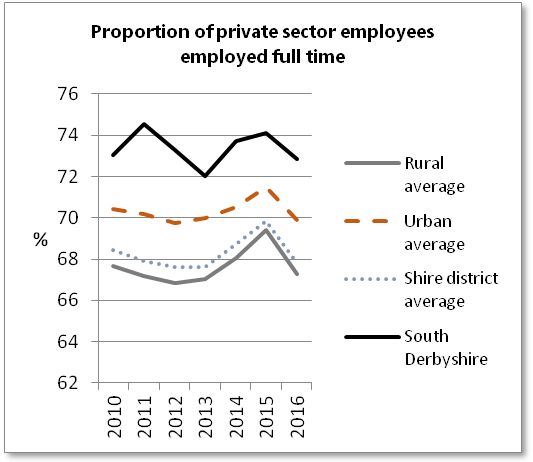 Proportion of private sector employees
employed full time
76
74
72
70
68
66
64
62
%
2010
2011
2012
2013
2014
2015
2016
Rural
average
Urban
average
Shire district
average
South
Derbyshire